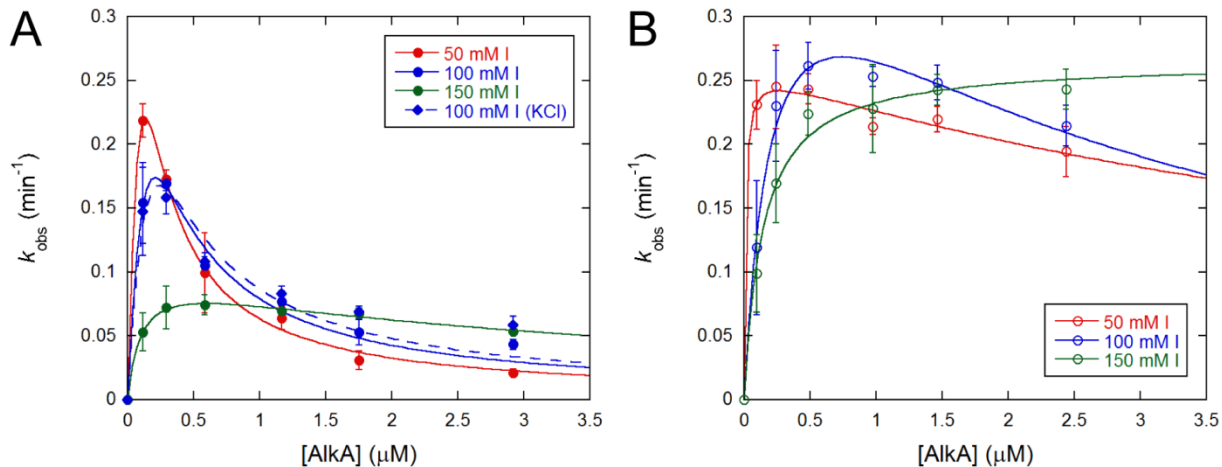 A
0.3
0.25
0.2
0.15
0.1
0.05
0
k_obs (min⁻¹)
50 mM I
100 mM I
150 mM I
100 mM I (KCl)
0 0.5 1 1.5 2 2.5 3 3.5
[AlkA] (μM)
B
0.3
0.25
0.2
0.15
0.1
0.05
0
k_obs (min⁻¹)
50 mM I
100 mM I
150 mM I
0 0.5 1 1.5 2 2.5 3 3.5
[AlkA] (μM)